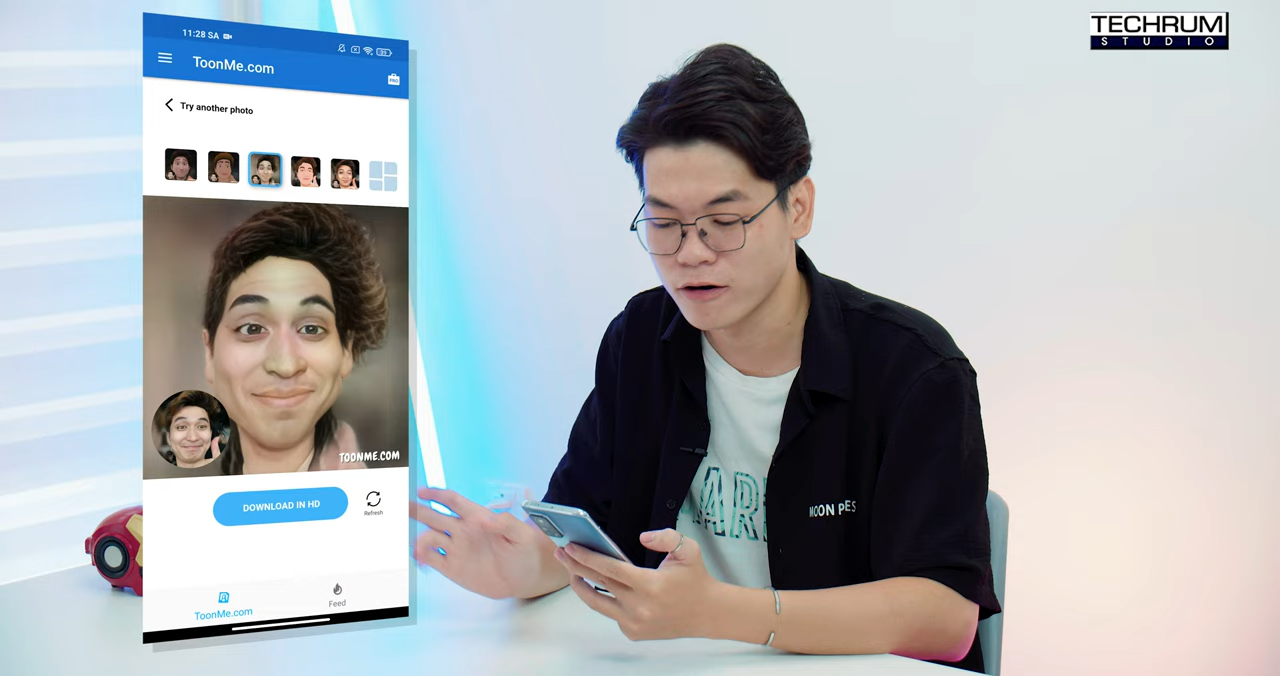 TECHRUM
STUDIO
11:28 SA
ToonMe.com
PRO
Try another photo
TOONME.COM
DOWNLOAD IN HD
Refresh
ToonMe.com
Feed
MOON PES